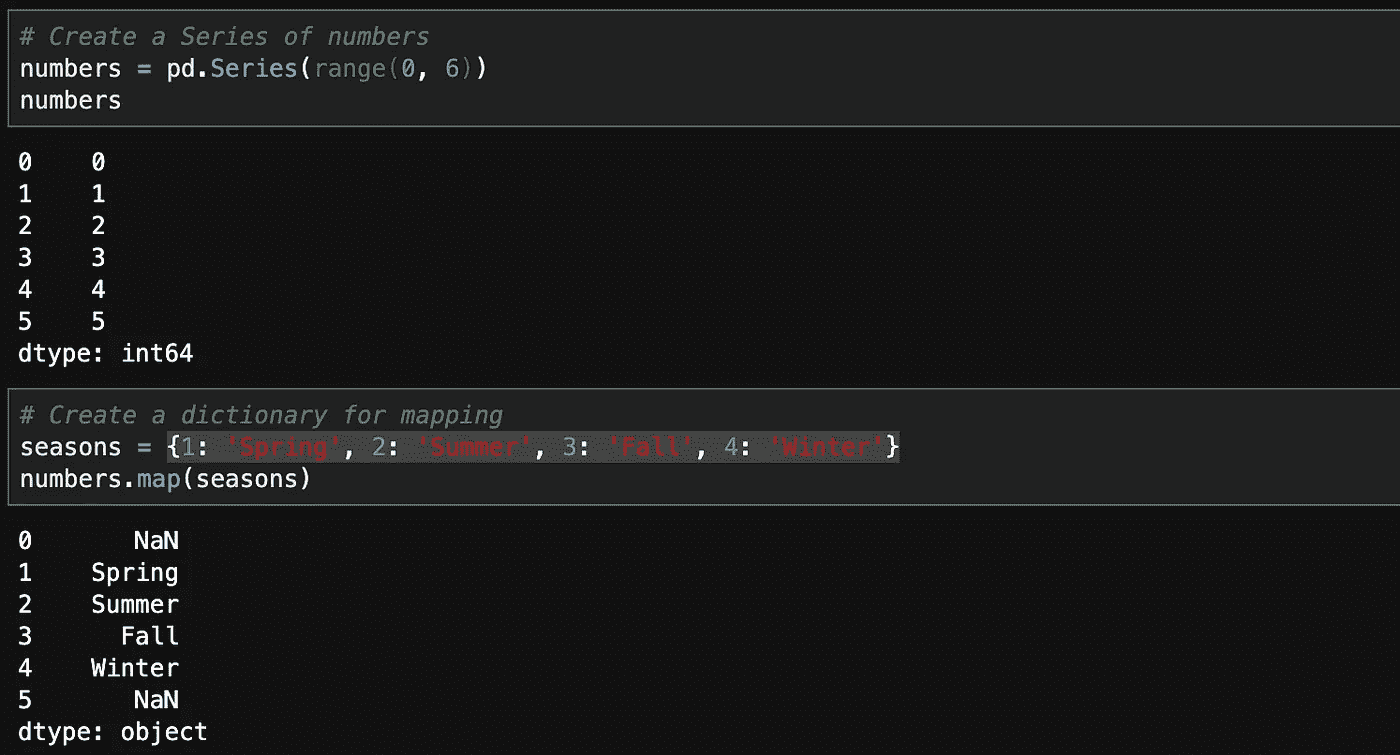 # Create a Series of numbers
numbers = pd.Series(range(0, 6))
numbers
0    0
1    1
2    2
3    3
4    4
5    5
dtype: int64
# Create a dictionary for mapping
seasons = {1: 'Spring', 2: 'Summer', 3: 'Fall', 4: 'Winter'}
numbers.map(seasons)
0       NaN
1    Spring
2    Summer
3      Fall
4    Winter
5       NaN
dtype: object